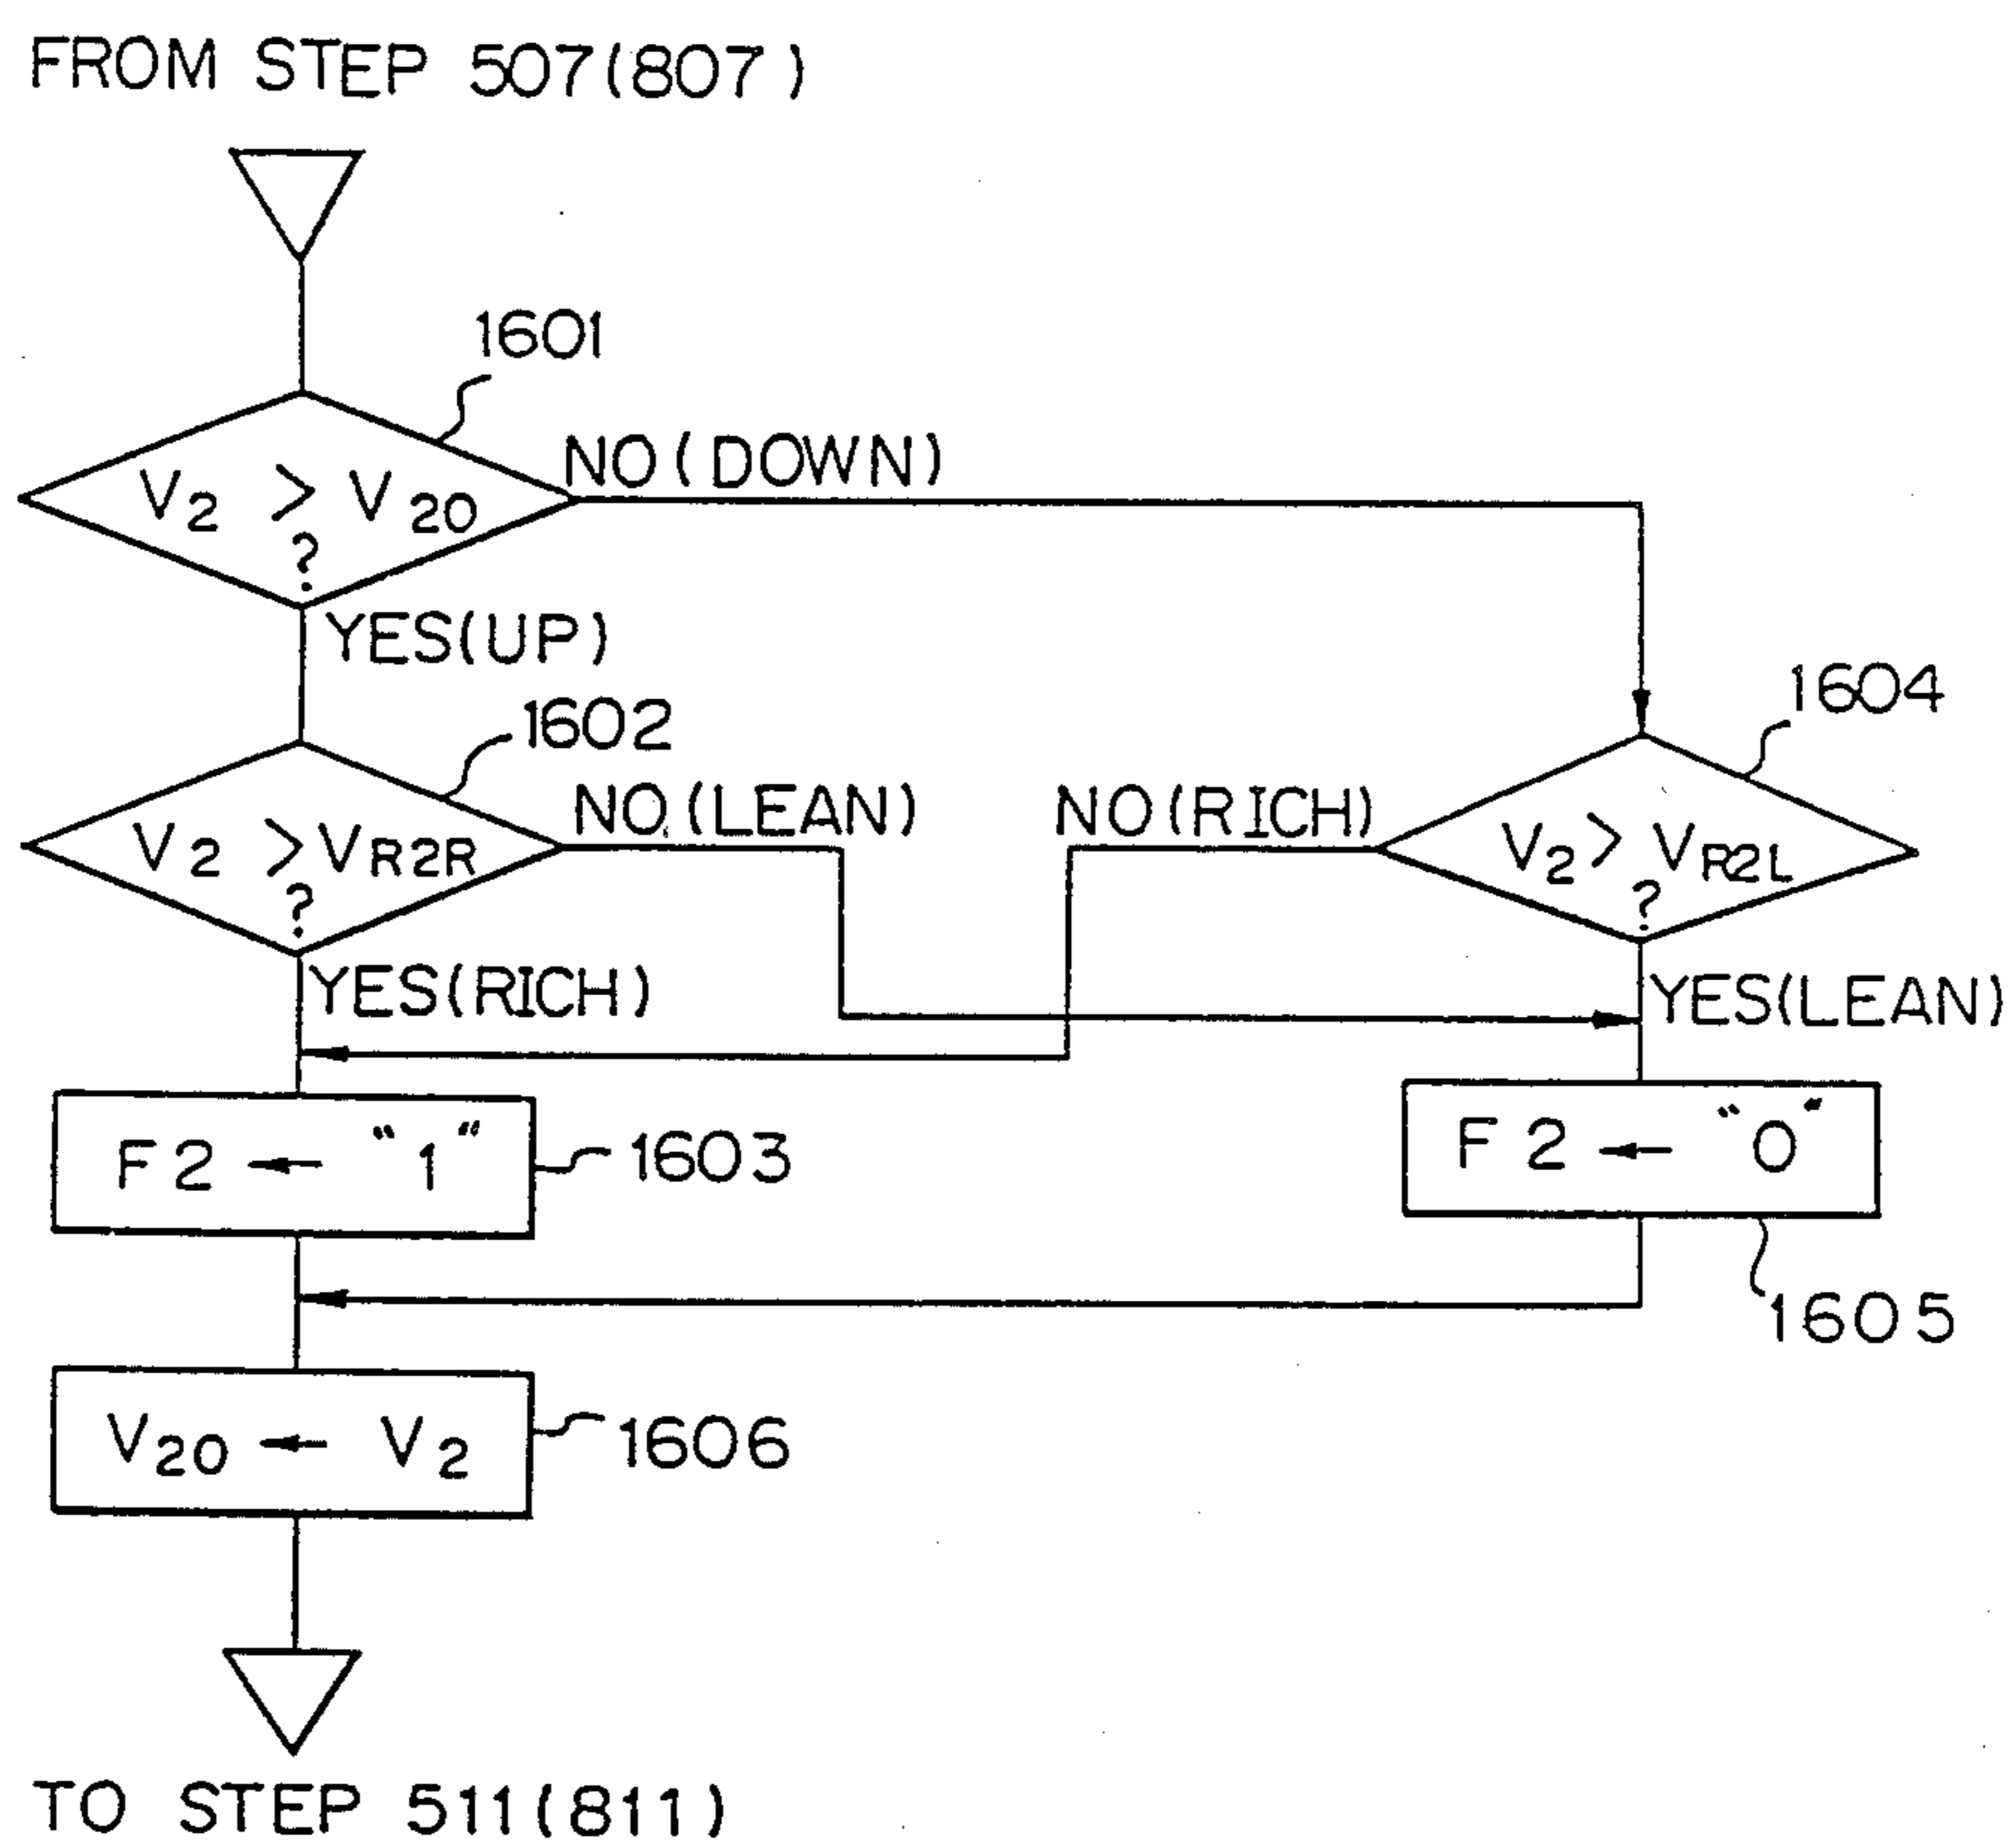 FROM STEP 507(807)
1601
V2 > V20
?
NO(DOWN)
YES(UP)
1602
V2 > VR2R
?
NO(LEAN)
NO(RICH)
1604
V2 > VR2L
?
YES(RICH)
YES(LEAN)
F2 ← "1"
1603
F2 ← "0"
1605
V20 ← V2
1606
TO STEP 511(811)